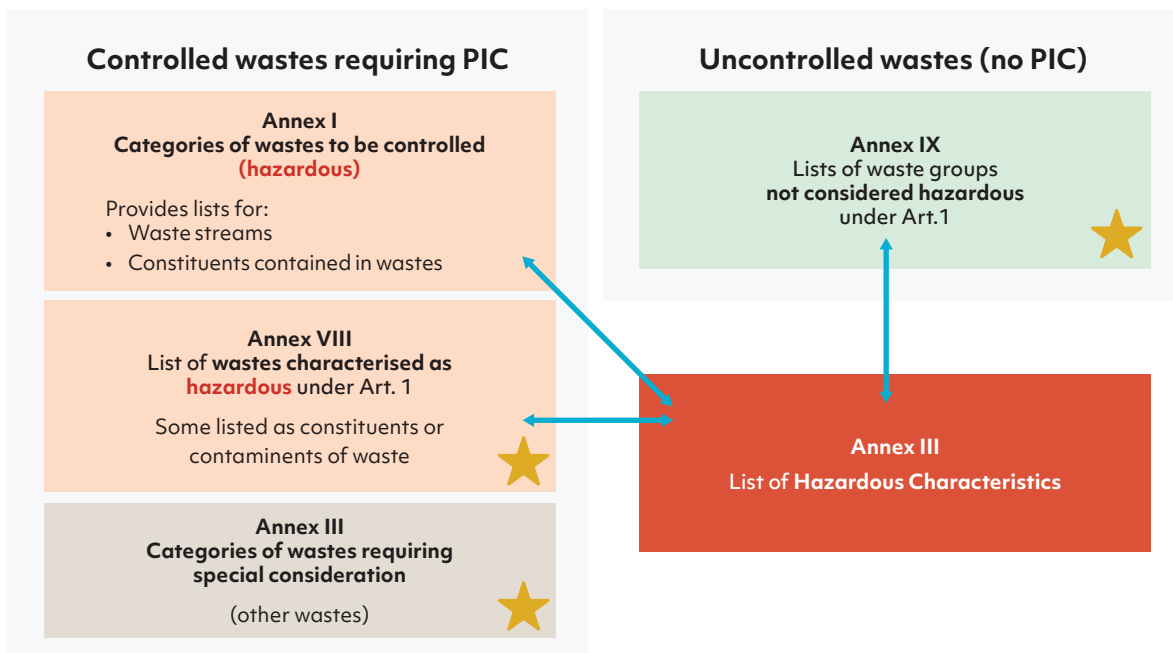 Controlled wastes requiring PIC
Annex I
Categories of wastes to be controlled
(hazardous)
Provides lists for:
• Waste streams
• Constituents contained in wastes
Annex VIII
List of wastes characterised as
hazardous under Art. 1
Some listed as constituents or
contaminents of waste
Annex III
Categories of wastes requiring
special consideration
(other wastes)
Uncontrolled wastes (no PIC)
Annex IX
Lists of waste groups
not considered hazardous
under Art.1
Annex III
List of Hazardous Characteristics